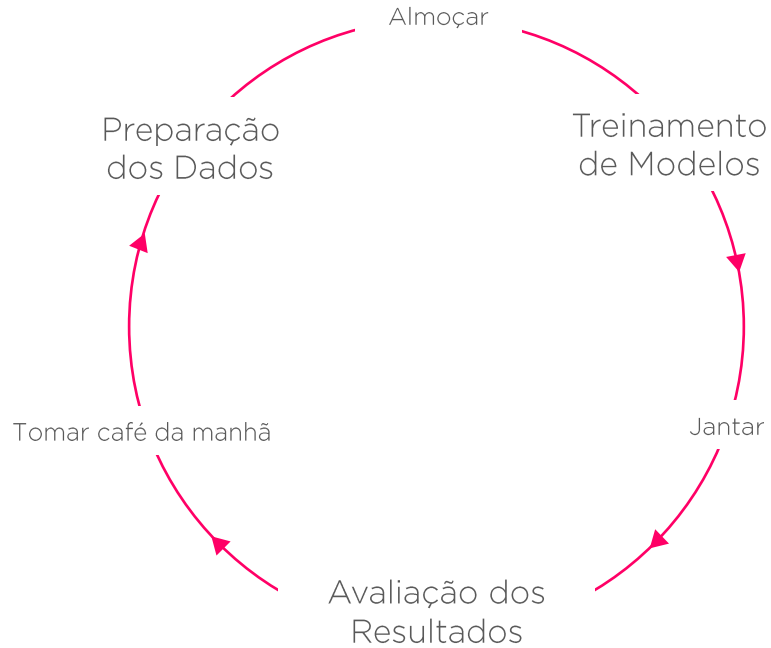 Almoçar
Preparação
dos Dados
Treinamento
de Modelos
Tomar café da manhã
Jantar
Avaliação dos
Resultados